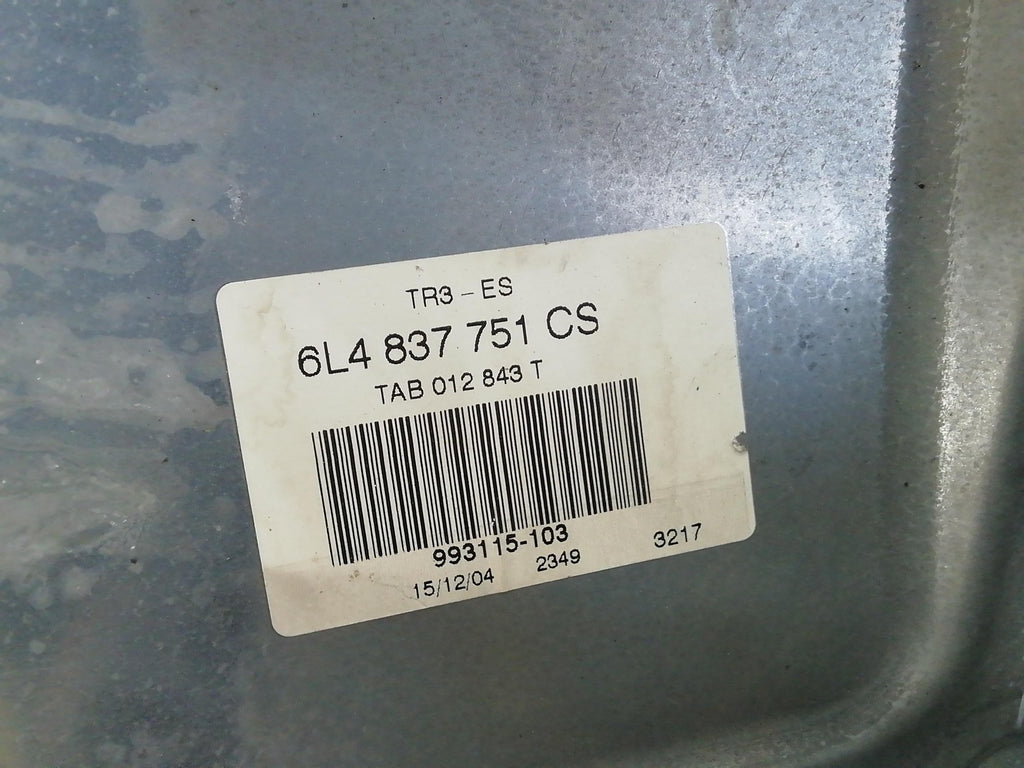 TR3 - ES
6L4 837 751 CS
TAB 012 843 T
993115-103
15/12/04 2349 3217